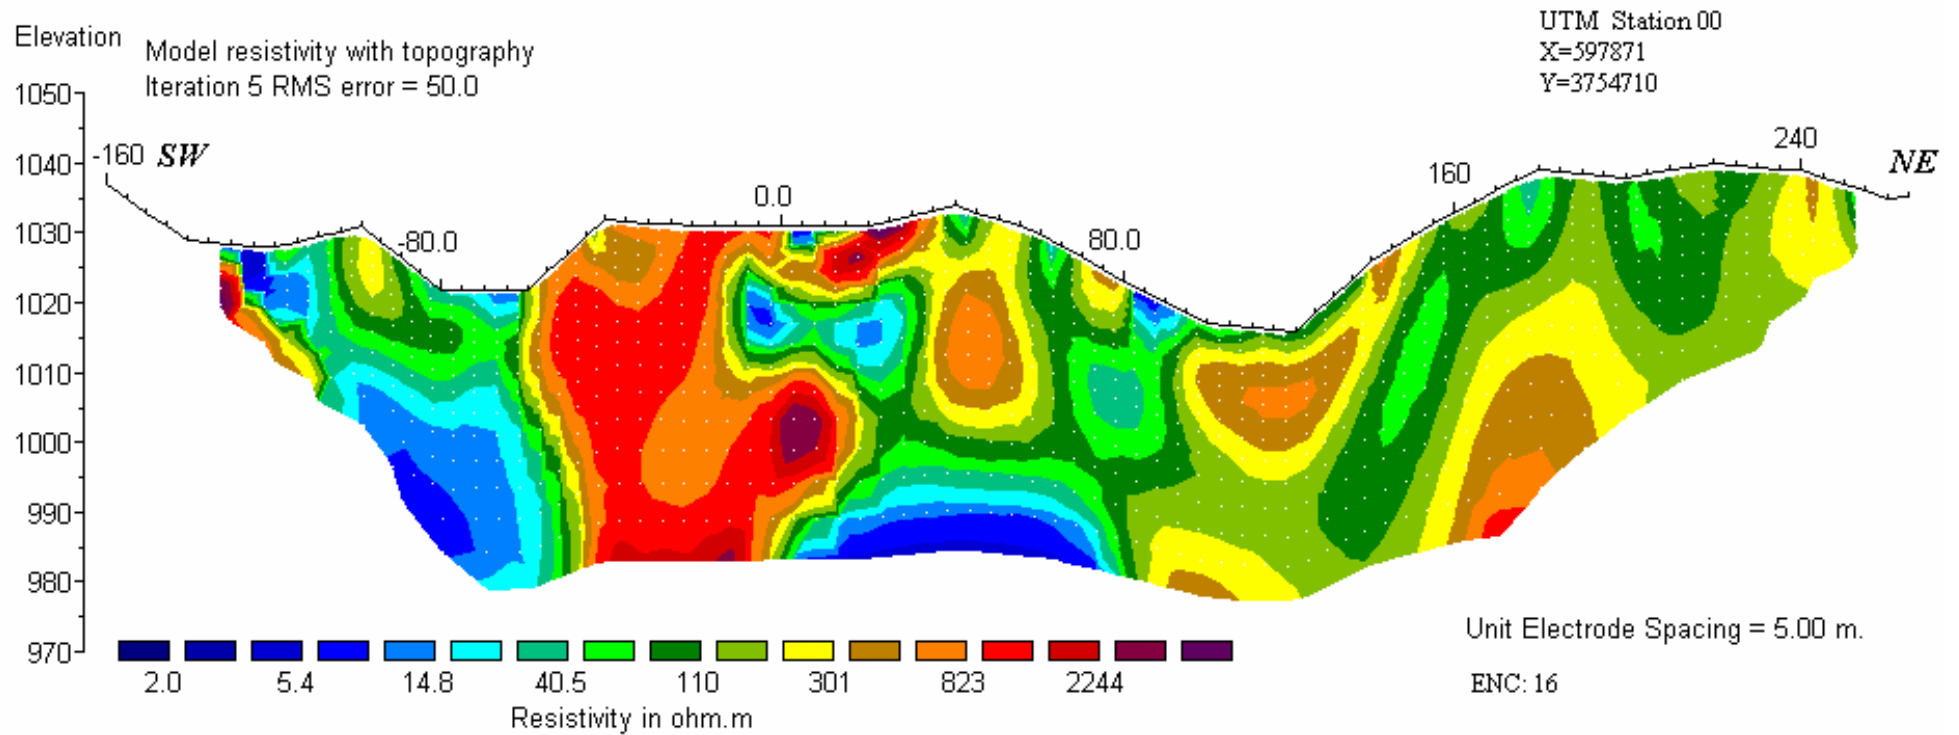 Elevation
Model resistivity with topography
Iteration 5 RMS error = 50.0
UTM Station 00
X=597871
Y=3754710
1050
1040
1030
1020
1010
1000
990
980
970
-160 SW
-80.0
0.0
80.0
160
240
NE
2.0 5.4 14.8 40.5 110 301 823 2244
Resistivity in ohm.m
Unit Electrode Spacing = 5.00 m.
ENC: 16